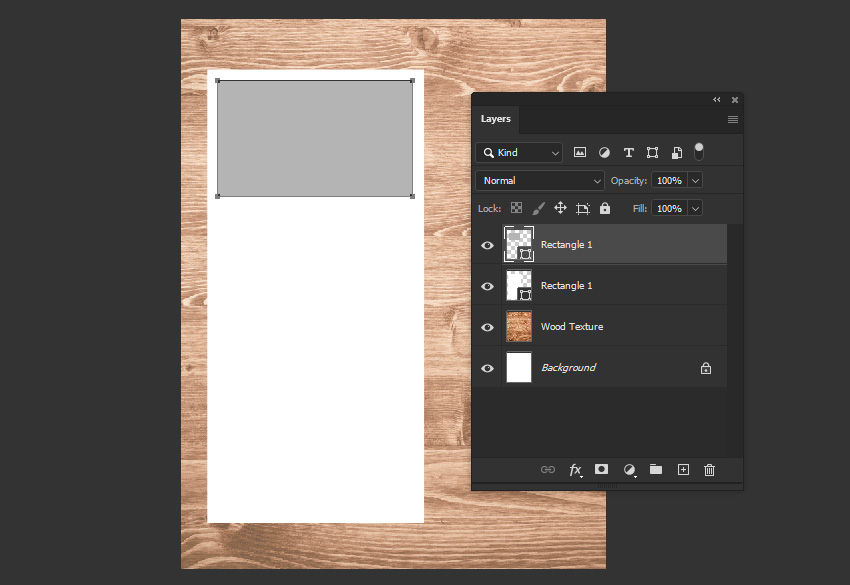 Layers
Kind
Normal Opacity: 100%
Lock: Fill: 100%
Rectangle 1
Rectangle 1
Wood Texture
Background